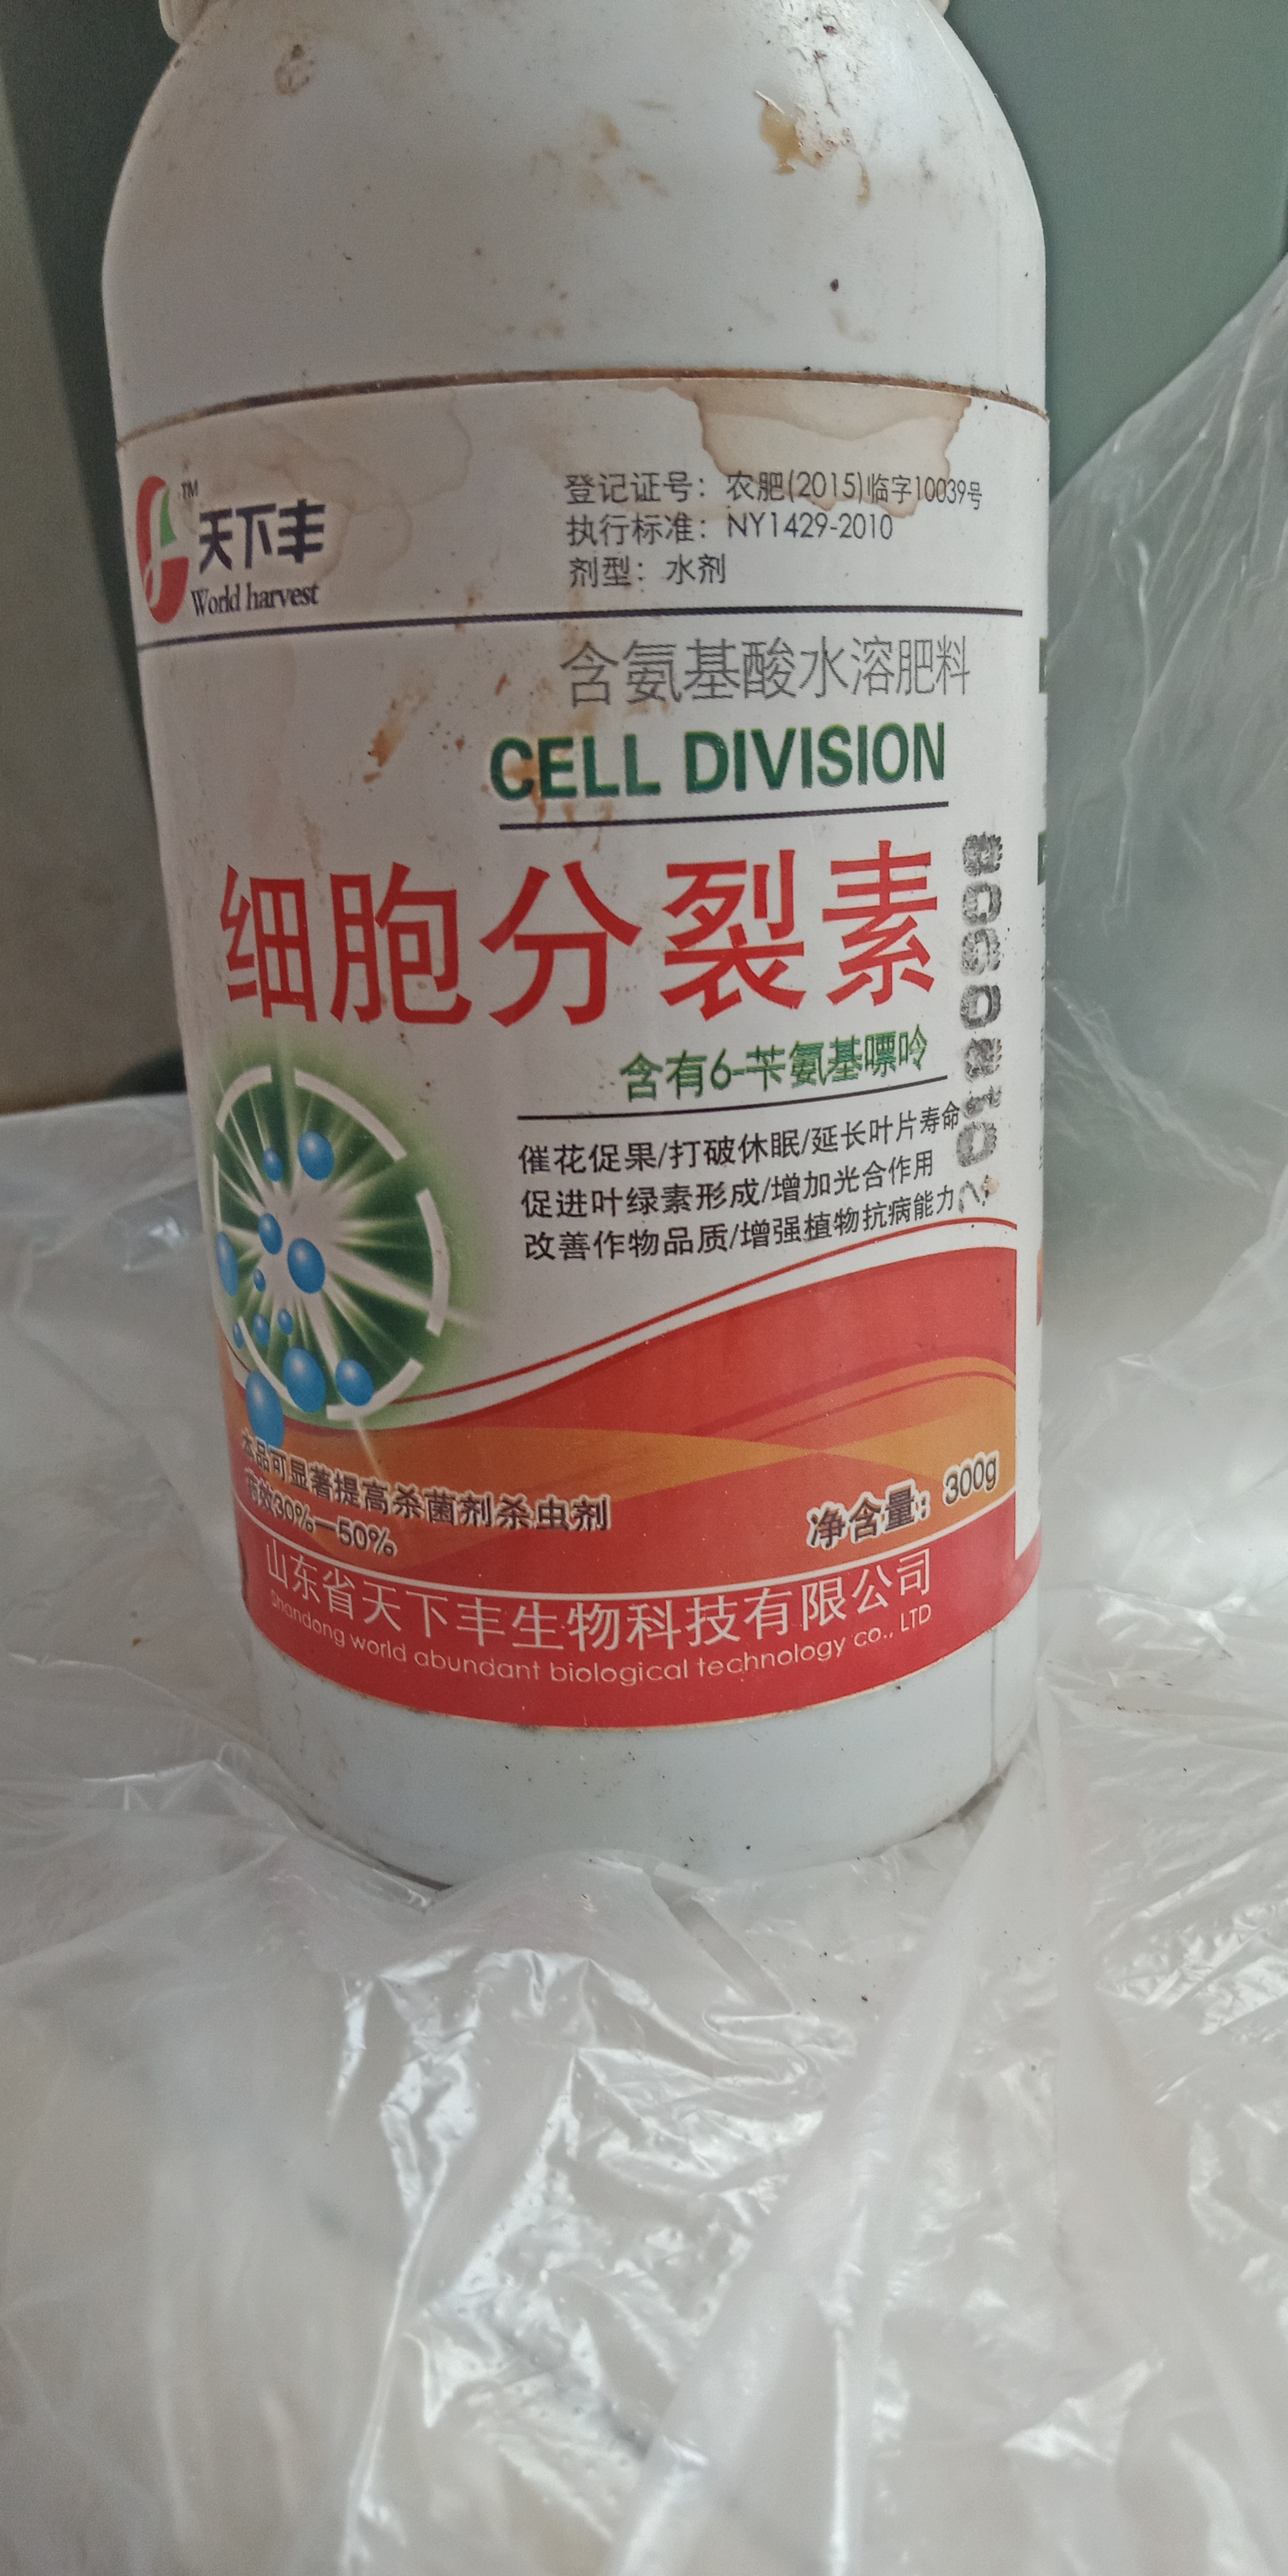 TM
天下丰
World harvest
登记证号：农肥(2015)临字10039号
执行标准：NY1429-2010
剂型：水剂
含氨基酸水溶肥料
CELL DIVISION
细胞分裂素
含有6-苄氨基嘌呤
催花促果/打破休眠/延长叶片寿命
促进叶绿素形成/增加光合作用
改善作物品质/增强植物抗病能力
本品可显著提高杀菌剂杀虫剂
药效30%—50%
净含量：300g
山东省天下丰生物科技有限公司
Shandong world abundant biological technology co., LTD